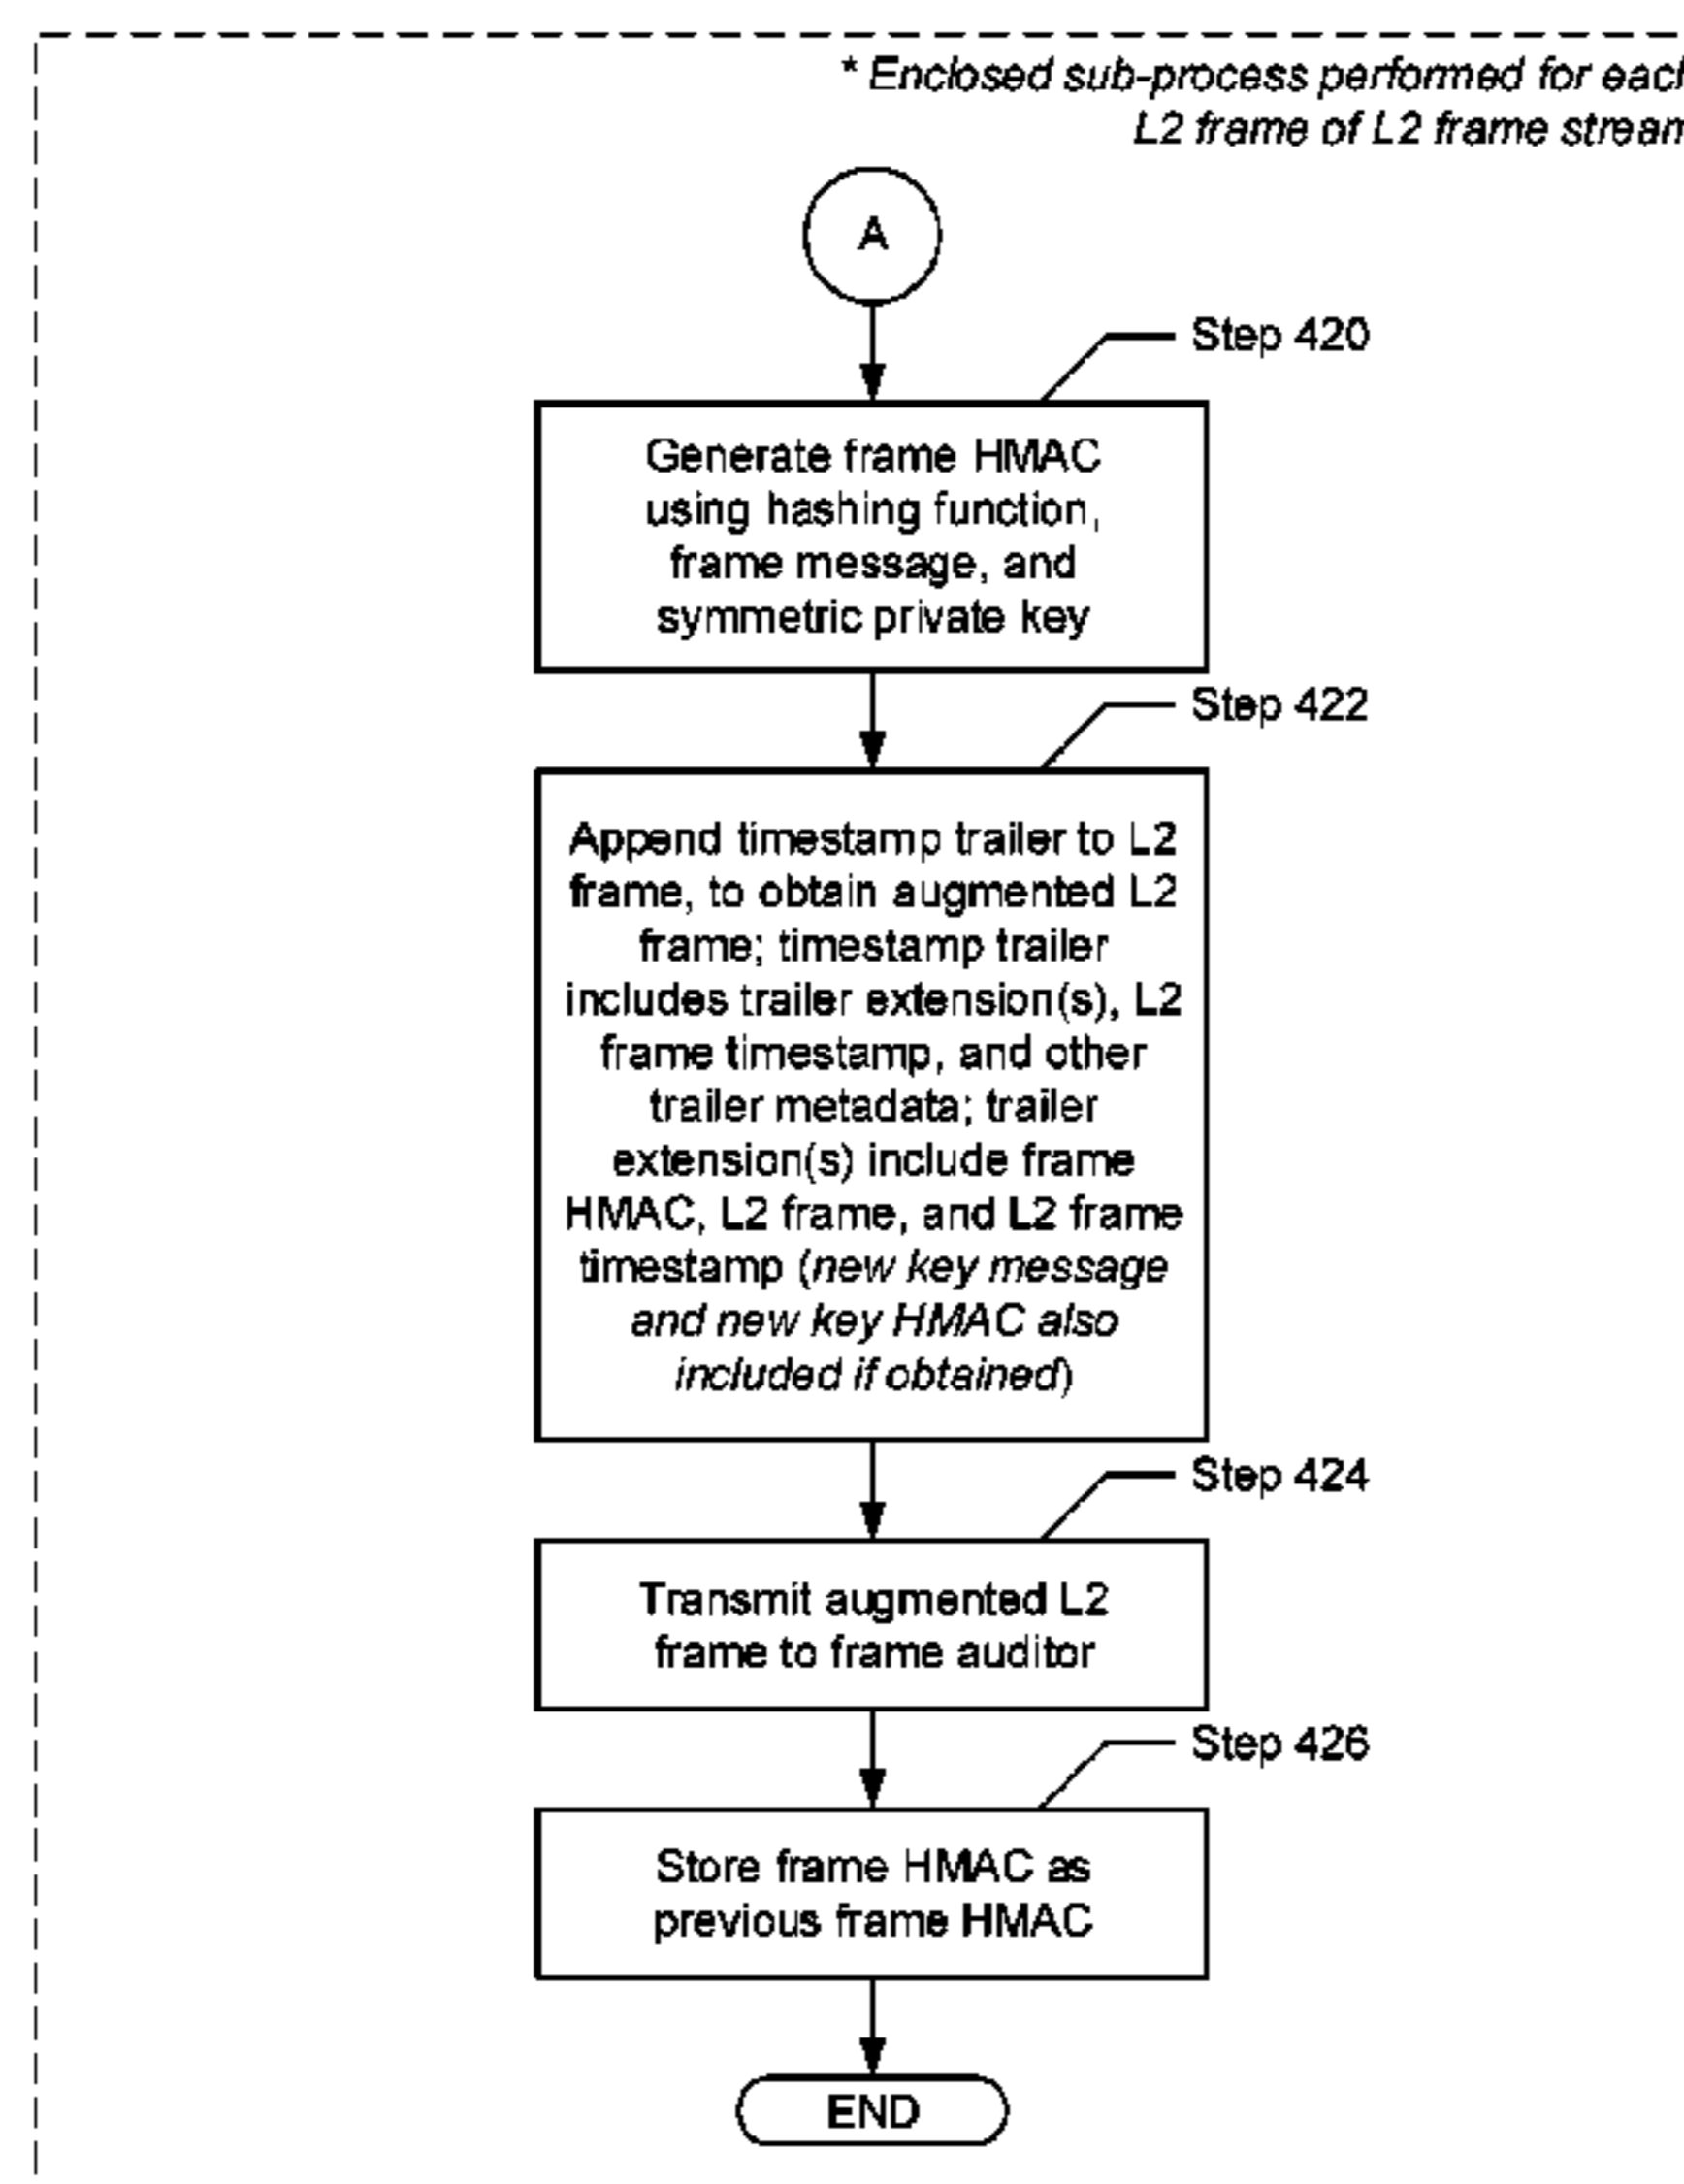 * Enclosed sub-process performed for each
L2 frame of L2 frame stream
A
Step 420
Generate frame HMAC
using hashing function,
frame message, and
symmetric private key
Step 422
Append timestamp trailer to L2
frame, to obtain augmented L2
frame; timestamp trailer
includes trailer extension(s), L2
frame timestamp, and other
trailer metadata; trailer
extension(s) include frame
HMAC, L2 frame, and L2 frame
timestamp (new key message
and new key HMAC also
included if obtained)
Step 424
Transmit augmented L2
frame to frame auditor
Step 426
Store frame HMAC as
previous frame HMAC
END